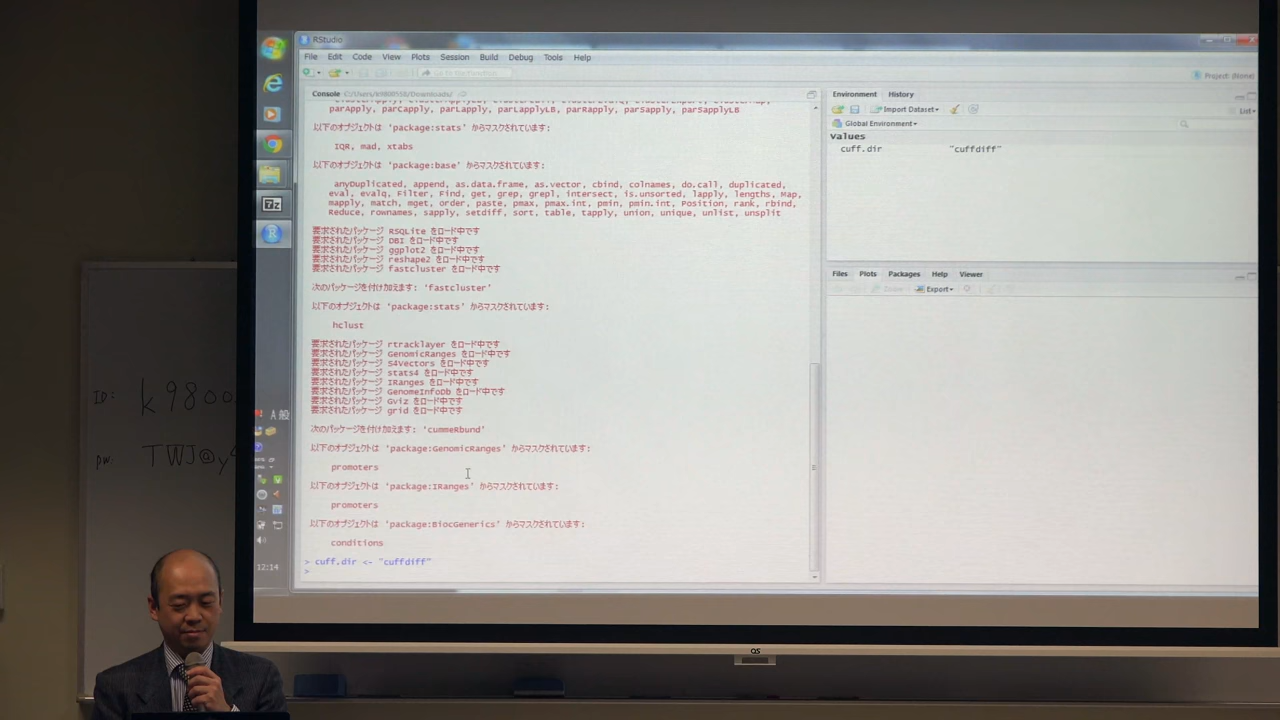 RStudio
File Edit Code View Plots Session Build Debug Tools Help
Project: (None)
Console C:/Users/k9800558/Downloads/
parApply, parCapply, parLapply, parLapplyLB, parRapply, parSapply, parSapplyLB
以下のオブジェクトは 'package:stats' からマスクされています:
IQR, mad, xtabs
以下のオブジェクトは 'package:base' からマスクされています:
anyDuplicated, append, as.data.frame, as.vector, cbind, colnames, do.call, duplicated,
eval, evalq, Filter, Find, get, grep, grepl, intersect, is.unsorted, lapply, lengths, Map,
mapply, match, mget, order, paste, pmax, pmax.int, pmin, pmin.int, Position, rank, rbind,
Reduce, rownames, sapply, setdiff, sort, table, tapply, union, unique, unlist, unsplit
要求されたパッケージ RSQLite をロード中です
要求されたパッケージ DBI をロード中です
要求されたパッケージ ggplot2 をロード中です
要求されたパッケージ reshape2 をロード中です
要求されたパッケージ fastcluster をロード中です
次のパッケージを付け加えます: 'fastcluster'
以下のオブジェクトは 'package:stats' からマスクされています:
hclust
要求されたパッケージ rtracklayer をロード中です
要求されたパッケージ GenomicRanges をロード中です
要求されたパッケージ S4Vectors をロード中です
要求されたパッケージ stats4 をロード中です
要求されたパッケージ IRanges をロード中です
要求されたパッケージ GenomeInfoDb をロード中です
要求されたパッケージ Gviz をロード中です
要求されたパッケージ grid をロード中です
次のパッケージを付け加えます: 'cummeRbund'
以下のオブジェクトは 'package:GenomicRanges' からマスクされています:
promoters
以下のオブジェクトは 'package:IRanges' からマスクされています:
promoters
以下のオブジェクトは 'package:BiocGenerics' からマスクされています:
conditions
> cuff.dir <- "cuffdiff"
>
Environment History
Import Dataset
List
Global Environment
values
cuff.dir "cuffdiff"
Files Plots Packages Help Viewer
Export
A 般
12:14
ID: k9800
pw. TWJ@y
QS